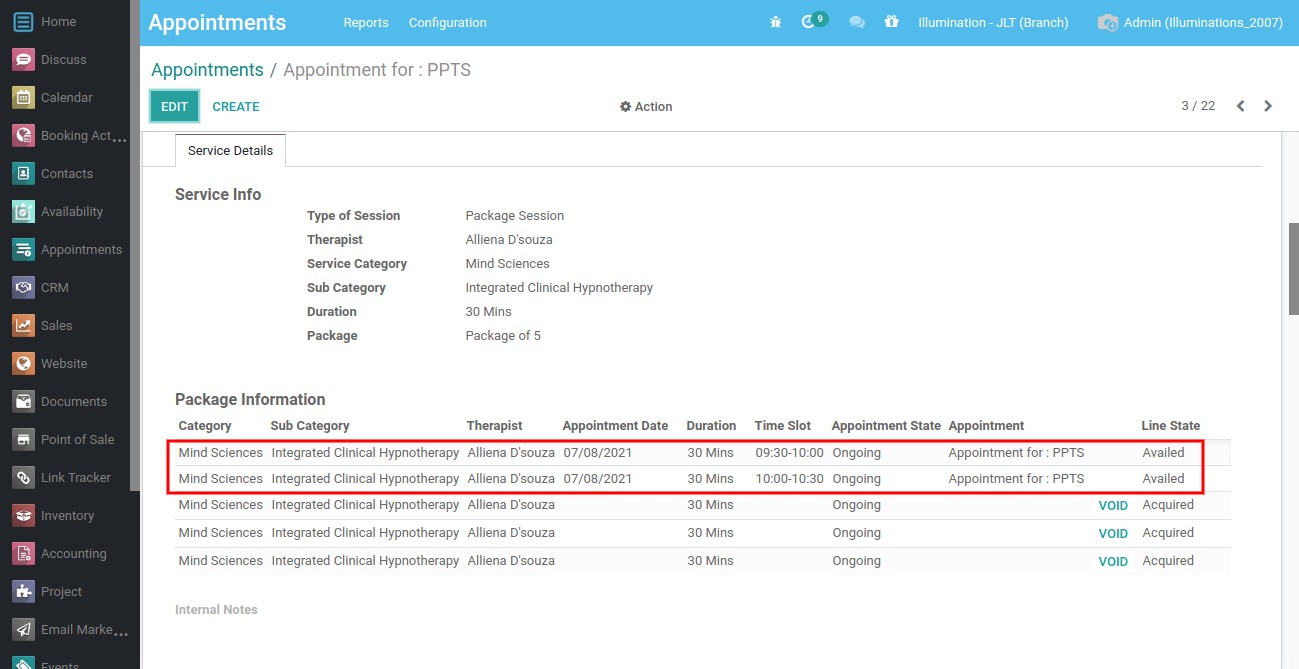 Home
Discuss
Calendar
Booking Act...
Contacts
Availability
Appointments
CRM
Sales
Website
Documents
Point of Sale
Link Tracker
Inventory
Accounting
Project
Email Marke...
Events
Appointments Reports Configuration 9 Illumination - JLT (Branch) Admin (Illuminations_2007)
Appointments / Appointment for : PPTS
EDIT CREATE Action 3 / 22
Service Details
Service Info
Type of Session Package Session
Therapist Alliena D'souza
Service Category Mind Sciences
Sub Category Integrated Clinical Hypnotherapy
Duration 30 Mins
Package Package of 5
Package Information
Category Sub Category Therapist Appointment Date Duration Time Slot Appointment State Appointment Line State
Mind Sciences Integrated Clinical Hypnotherapy Alliena D'souza 07/08/2021 30 Mins 09:30-10:00 Ongoing Appointment for : PPTS Availed
Mind Sciences Integrated Clinical Hypnotherapy Alliena D'souza 07/08/2021 30 Mins 10:00-10:30 Ongoing Appointment for : PPTS Availed
Mind Sciences Integrated Clinical Hypnotherapy Alliena D'souza 30 Mins Ongoing VOID Acquired
Mind Sciences Integrated Clinical Hypnotherapy Alliena D'souza 30 Mins Ongoing VOID Acquired
Mind Sciences Integrated Clinical Hypnotherapy Alliena D'souza 30 Mins Ongoing VOID Acquired
Internal Notes